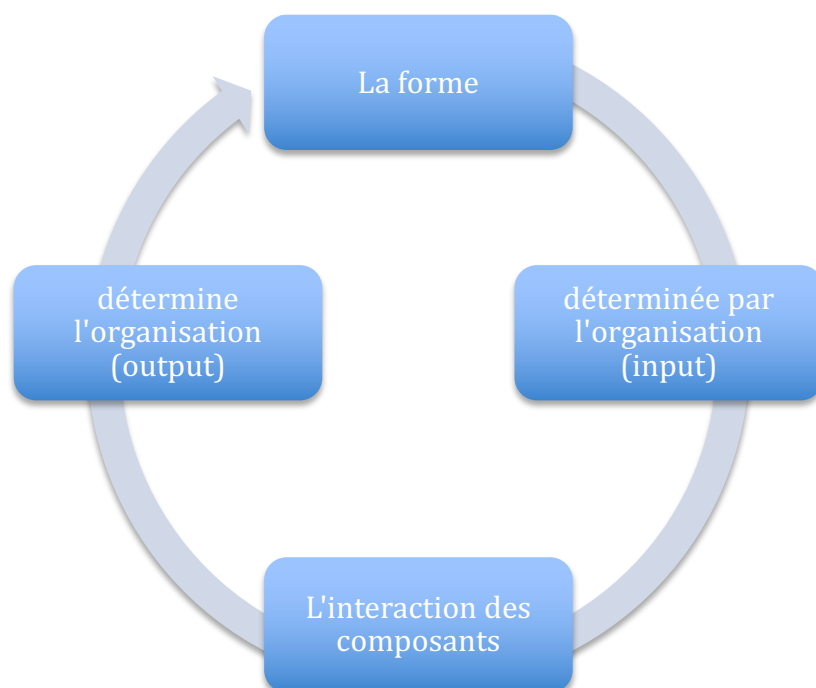 La forme
déterminée par
l'organisation
(input)
L'interaction des
composants
détermine
l'organisation
(output)